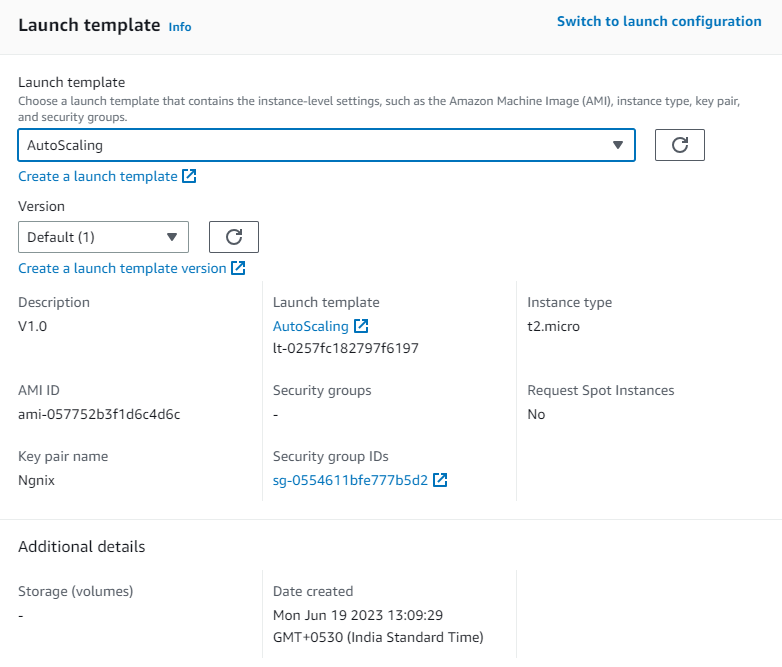 Launch template Info
Switch to launch configuration
Launch template
Choose a launch template that contains the instance-level settings, such as the Amazon Machine Image (AMI), instance type, key pair,
and security groups.
AutoScaling
Create a launch template
Version
Default (1)
Create a launch template version
Description
V1.0
Launch template
AutoScaling
lt-0257fc182797f6197
Instance type
t2.micro
AMI ID
ami-057752b3f1d6c4d6c
Security groups
-
Request Spot Instances
No
Key pair name
Ngnix
Security group IDs
sg-0554611bfe777b5d2
Additional details
Storage (volumes)
-
Date created
Mon Jun 19 2023 13:09:29
GMT+0530 (India Standard Time)